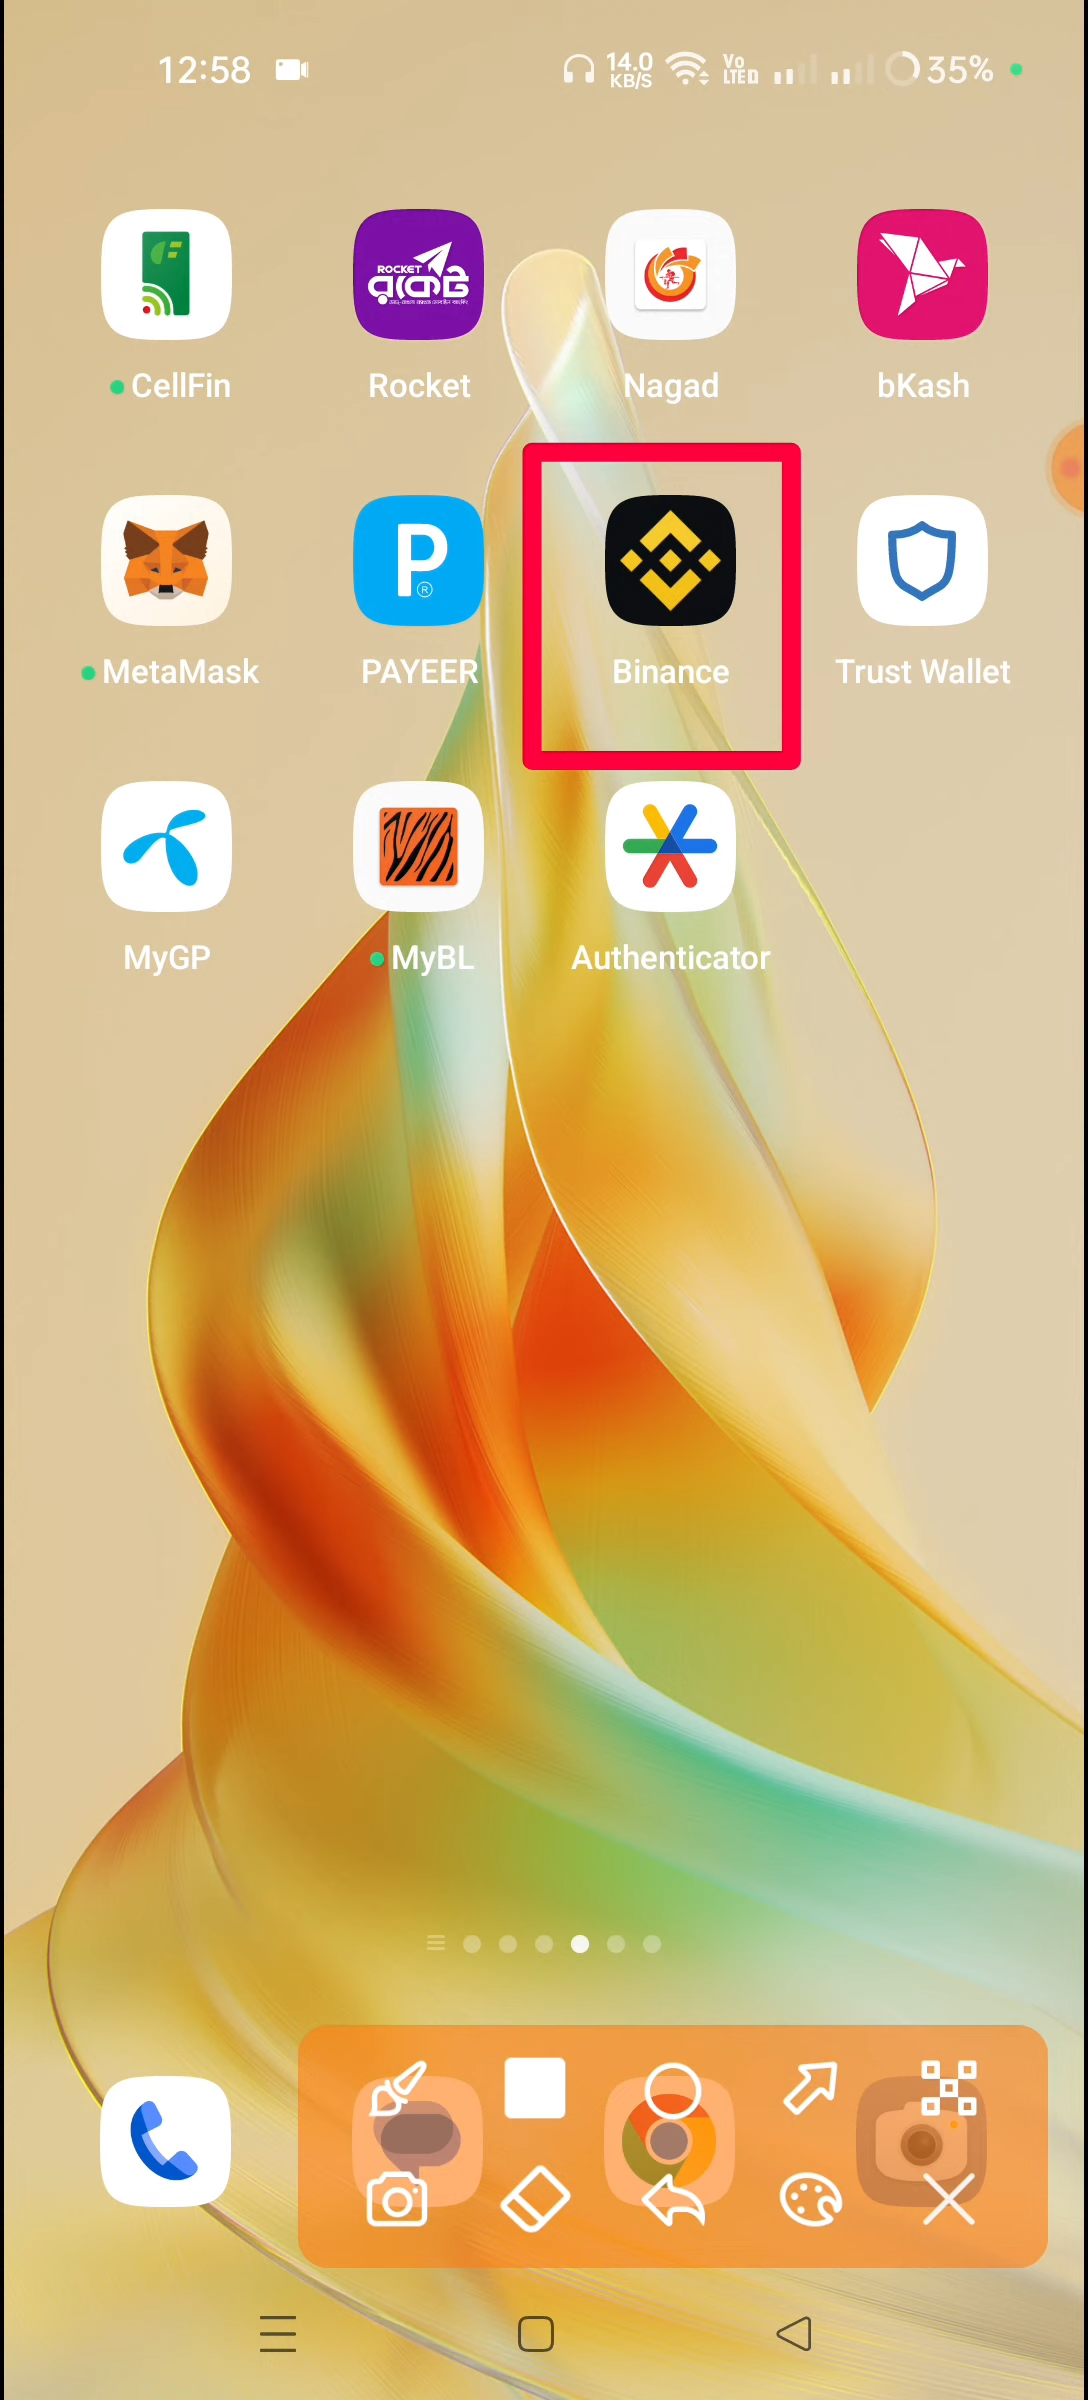 12:58
14.0
KB/S
Vo
LTE
35%
ROCKET
রকেট
CellFin
Rocket
Nagad
bKash
P
®
MetaMask
PAYEER
Binance
Trust Wallet
MyGP
MyBL
Authenticator